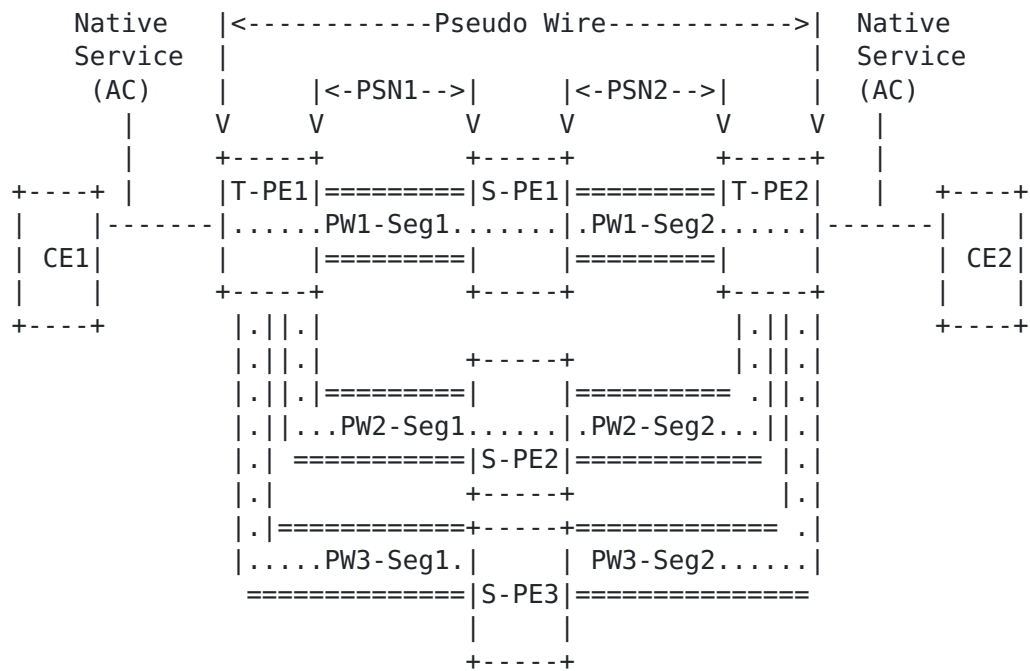 Native |<------------Pseudo Wire------------>| Native
Service | | Service
(AC) | |<-PSN1-->| |<-PSN2-->| | (AC)
| V V V V V V |
| +-----+ +-----+ +-----+ |
+----+ | |T-PE1|=========|S-PE1|=========|T-PE2| | +----+
| |-------|......PW1-Seg1.......|.PW1-Seg2......|-------| |
| CE1| | |=========| |=========| | | CE2|
| | +-----+ +-----+ +-----+ | |
+----+ |.||.| |.||.| +----+
|.||.| +-----+ |.||.|
|.||.|=========| |========== .||.|
|.||...PW2-Seg1......|.PW2-Seg2...||.|
|.| ===========|S-PE2|============ |.|
|.| +-----+ |.|
|.|============+-----+============= .|
|.....PW3-Seg1.| | PW3-Seg2......|
==============|S-PE3|===============
| |
+-----+